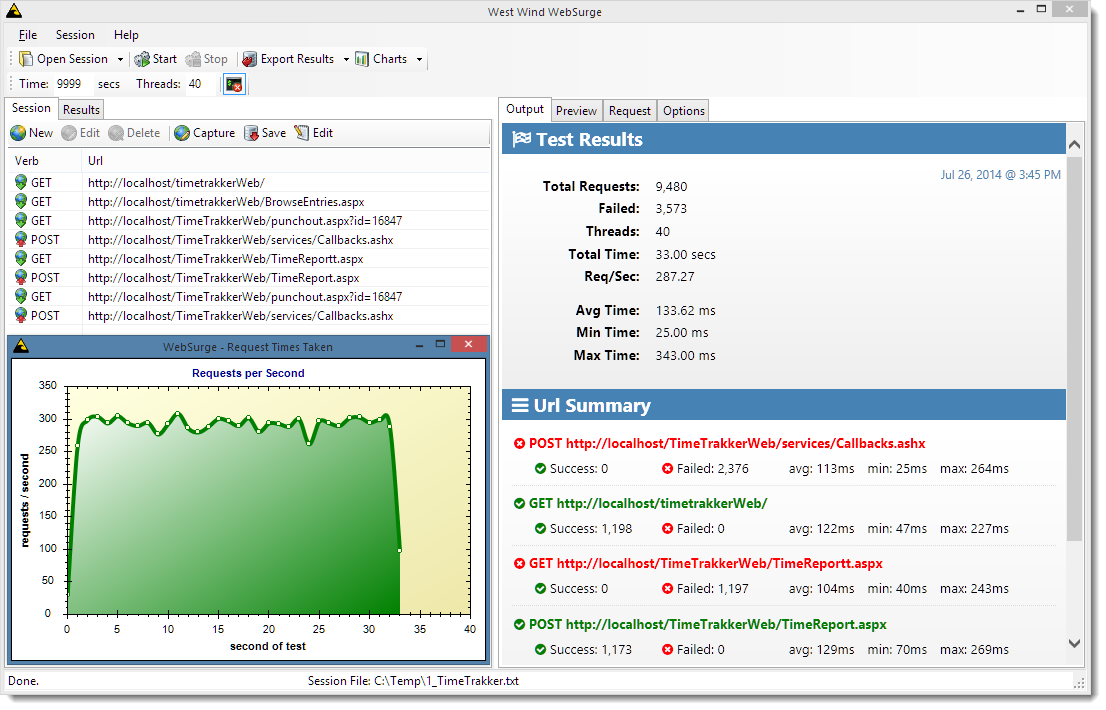 West Wind WebSurge
File Session Help
Open Session Start Stop Export Results Charts
Time: 9999 secs Threads: 40
Session Results
New Edit Delete Capture Save Edit
Verb Url
GET http://localhost/timetrakkerWeb/
GET http://localhost/timetrekkerWeb/BrowseEntries.aspx
GET http://localhost/TimeTrakkerWeb/punchout.aspx?id=16847
POST http://localhost/TimeTrakkerWeb/services/Callbacks.ashx
GET http://localhost/TimeTrakkerWeb/TimeReportt.aspx
POST http://localhost/TimeTrakkerWeb/TimeReport.aspx
GET http://localhost/TimeTrakkerWeb/punchout.aspx?id=16847
POST http://localhost/TimeTrakkerWeb/services/Callbacks.ashx
WebSurge - Request Times Taken
Requests per Second
350
300
250
200
150
100
50
0
requests / second
0 5 10 15 20 25 30 35 40
second of test
Output Preview Request Options
Test Results
Jul 26, 2014 @ 3:45 PM
Total Requests: 9,480
Failed: 3,573
Threads: 40
Total Time: 33.00 secs
Req/Sec: 287.27
Avg Time: 133.62 ms
Min Time: 25.00 ms
Max Time: 343.00 ms
Url Summary
POST http://localhost/TimeTrakkerWeb/services/Callbacks.ashx
Success: 0 Failed: 2,376 avg: 113ms min: 25ms max: 264ms
GET http://localhost/timetrakkerWeb/
Success: 1,198 Failed: 0 avg: 122ms min: 47ms max: 227ms
GET http://localhost/TimeTrakkerWeb/TimeReportt.aspx
Success: 0 Failed: 1,197 avg: 104ms min: 40ms max: 243ms
POST http://localhost/TimeTrakkerWeb/TimeReport.aspx
Success: 1,173 Failed: 0 avg: 129ms min: 70ms max: 269ms
Done. Session File: C:\Temp\1_TimeTrakker.txt